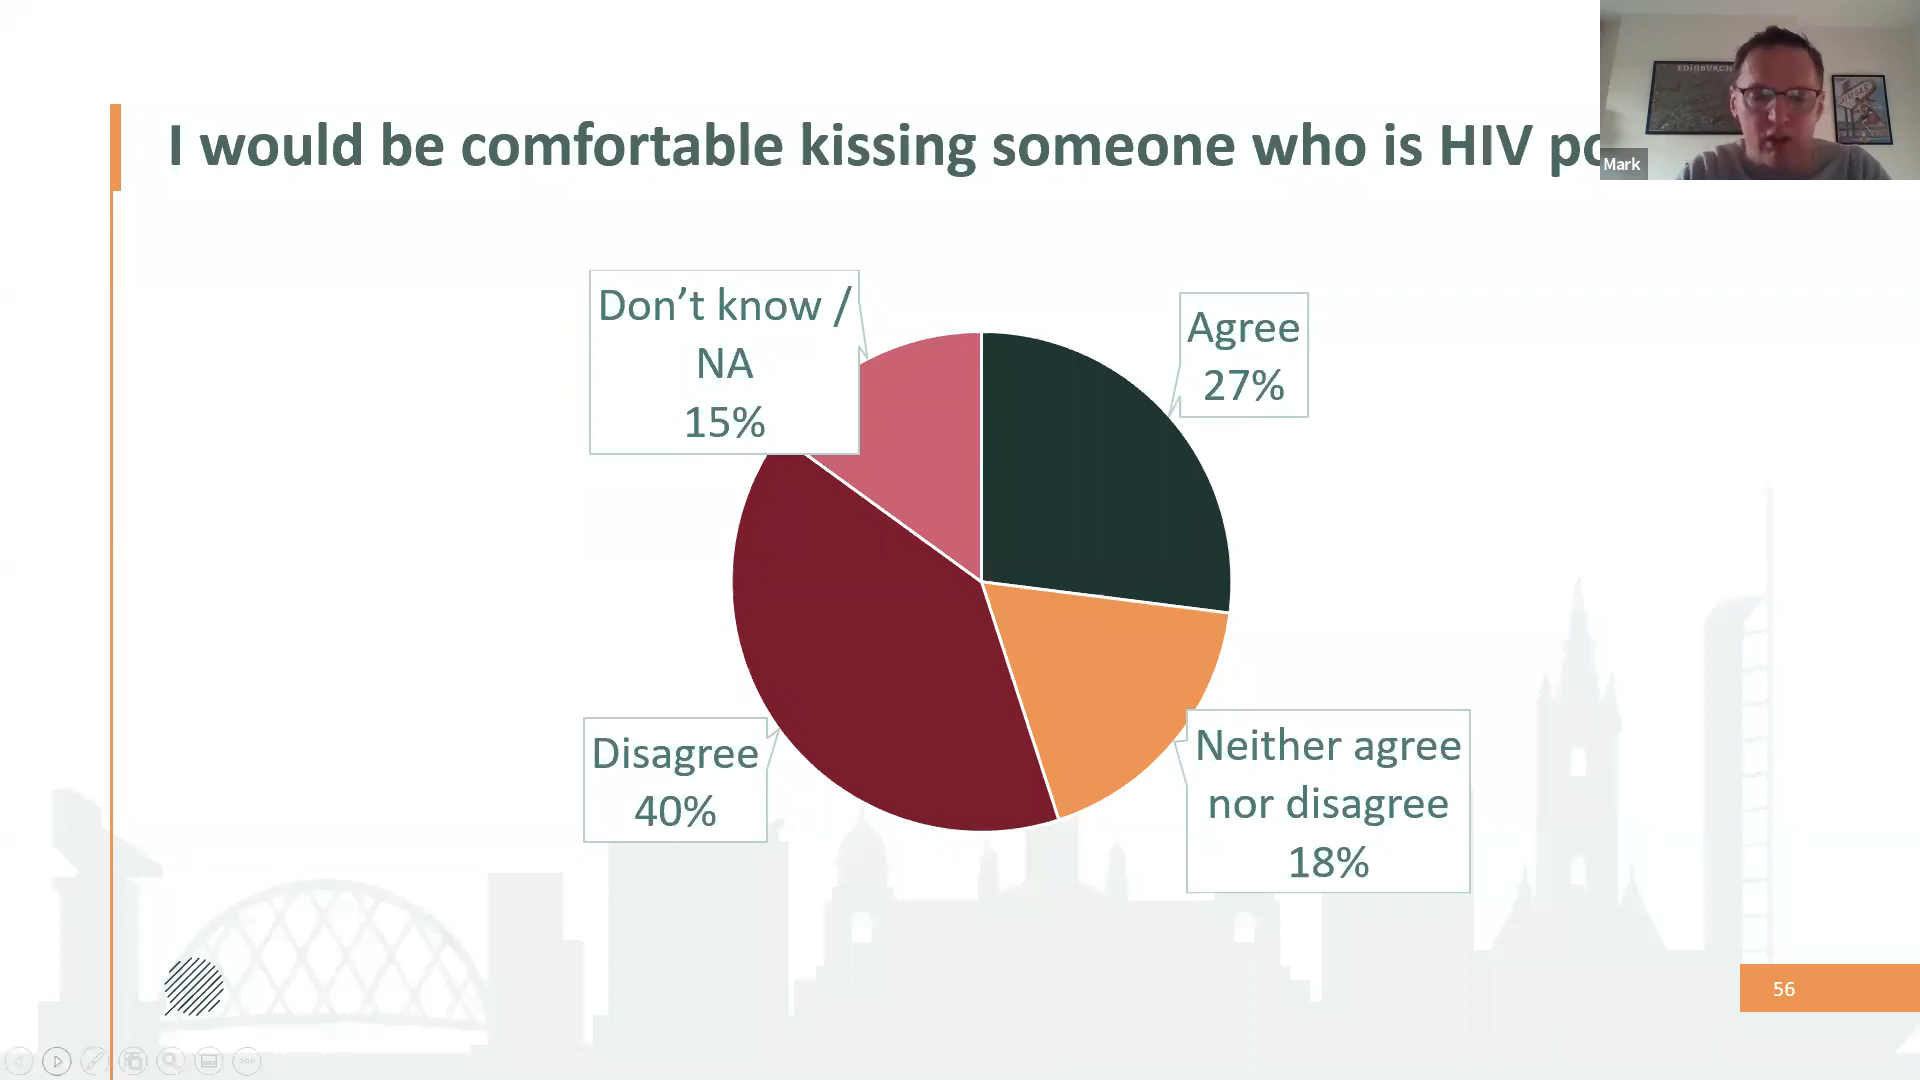 I would be comfortable kissing someone who is HIV
EDINBURGH
Mark
Don’t know /
NA
15%
Agree
27%
Disagree
40%
Neither agree
nor disagree
18%
56